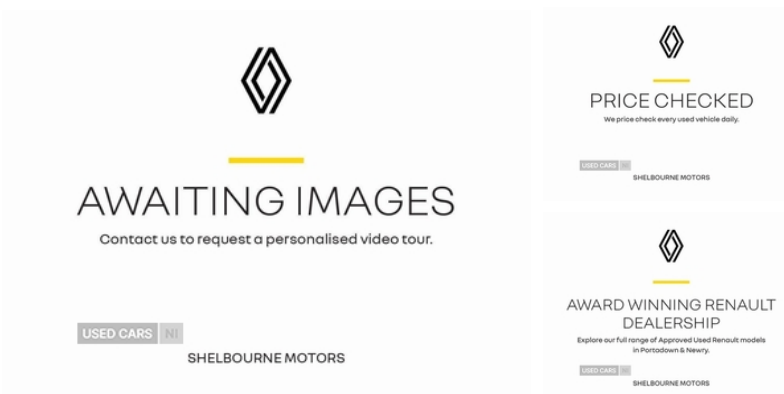 AWAITING IMAGES
Contact us to request a personalised video tour.
USED CARS NI
SHELBOURNE MOTORS
PRICE CHECKED
We price check every used vehicle daily.
USED CARS NI
SHELBOURNE MOTORS
AWARD WINNING RENAULT
DEALERSHIP
Explore our full range of Approved Used Renault models
in Portadown & Newry.
USED CARS NI
SHELBOURNE MOTORS